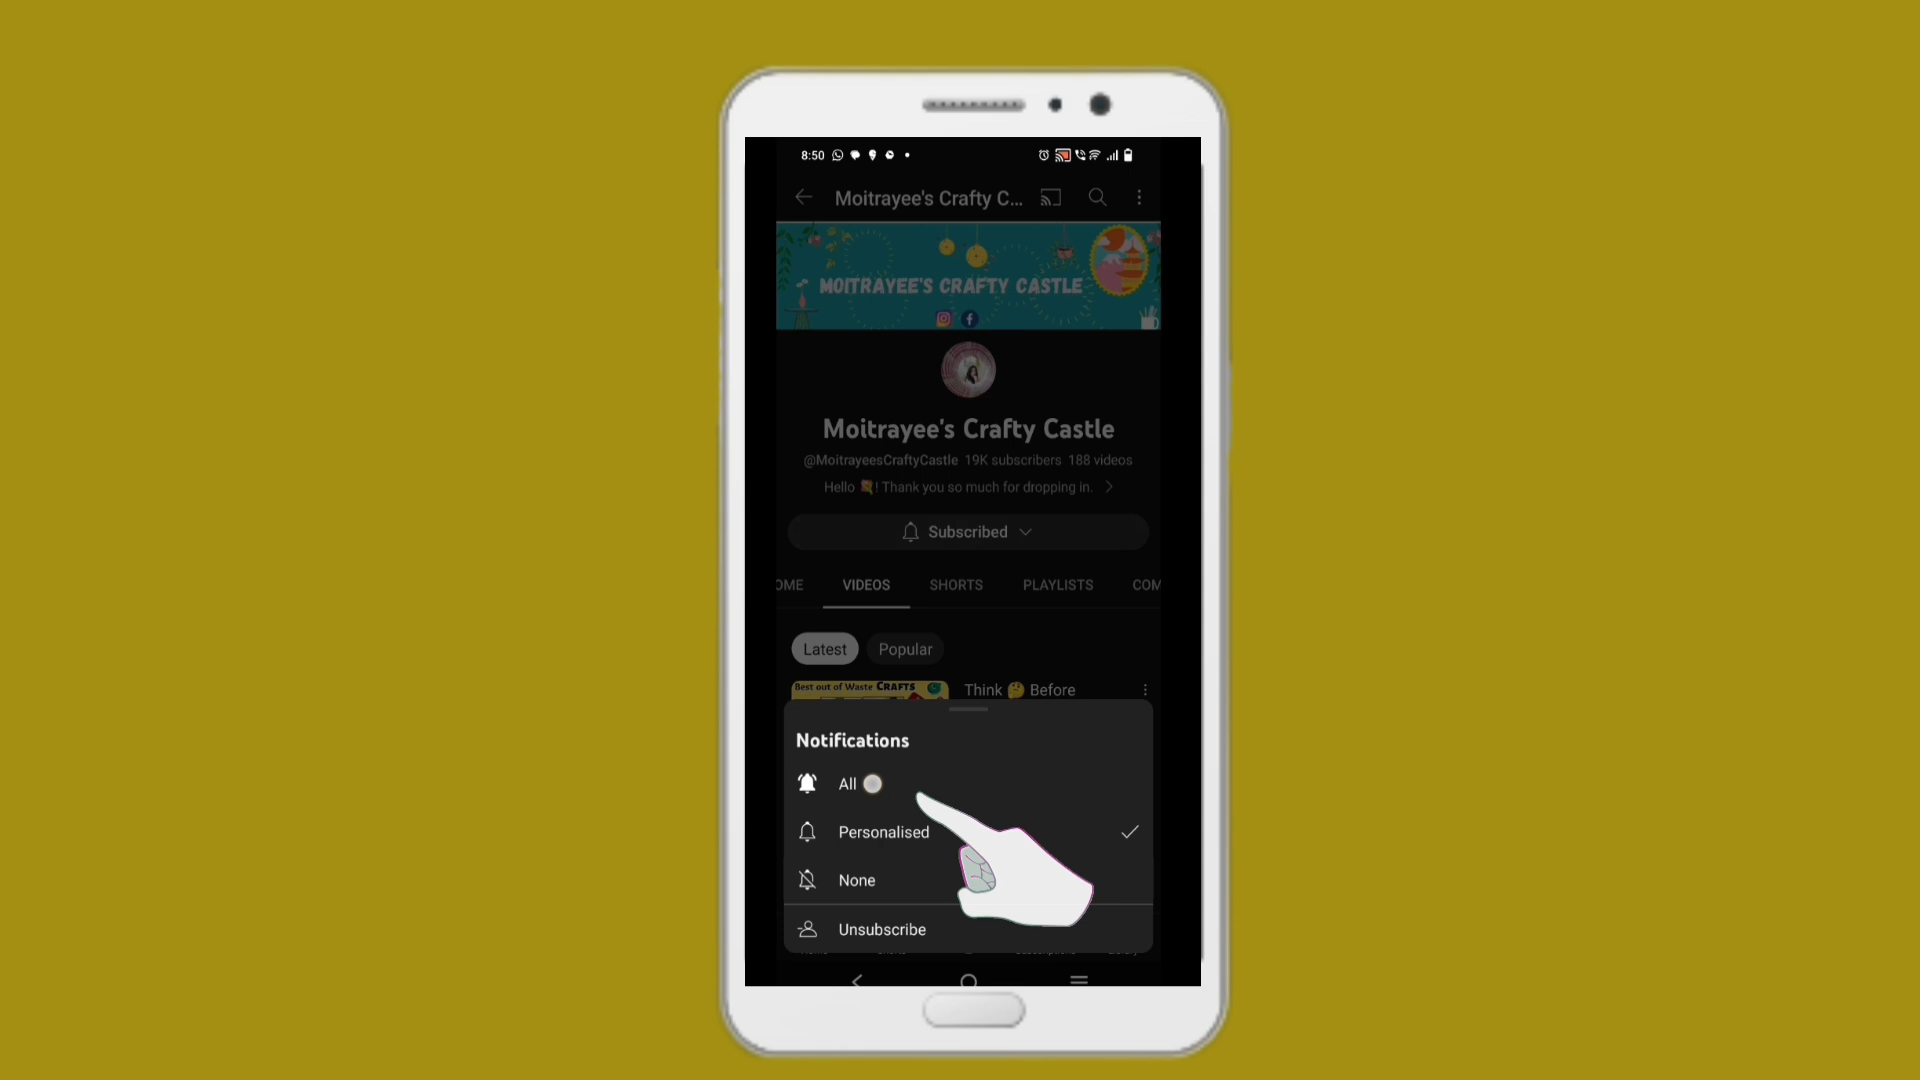 8:50
Moitrayee's Crafty C...
MOITRAYEE'S CRAFTY CASTLE
Moitrayee's Crafty Castle
@MoitrayeesCraftyCastle 19K subscribers 188 videos
Hello 💐! Thank you so much for dropping in.
Subscribed
OME VIDEOS SHORTS PLAYLISTS COM
Latest Popular
Best out of Waste CRAFTS
Think 🤔 Before
Notifications
All
Personalised
None
Unsubscribe